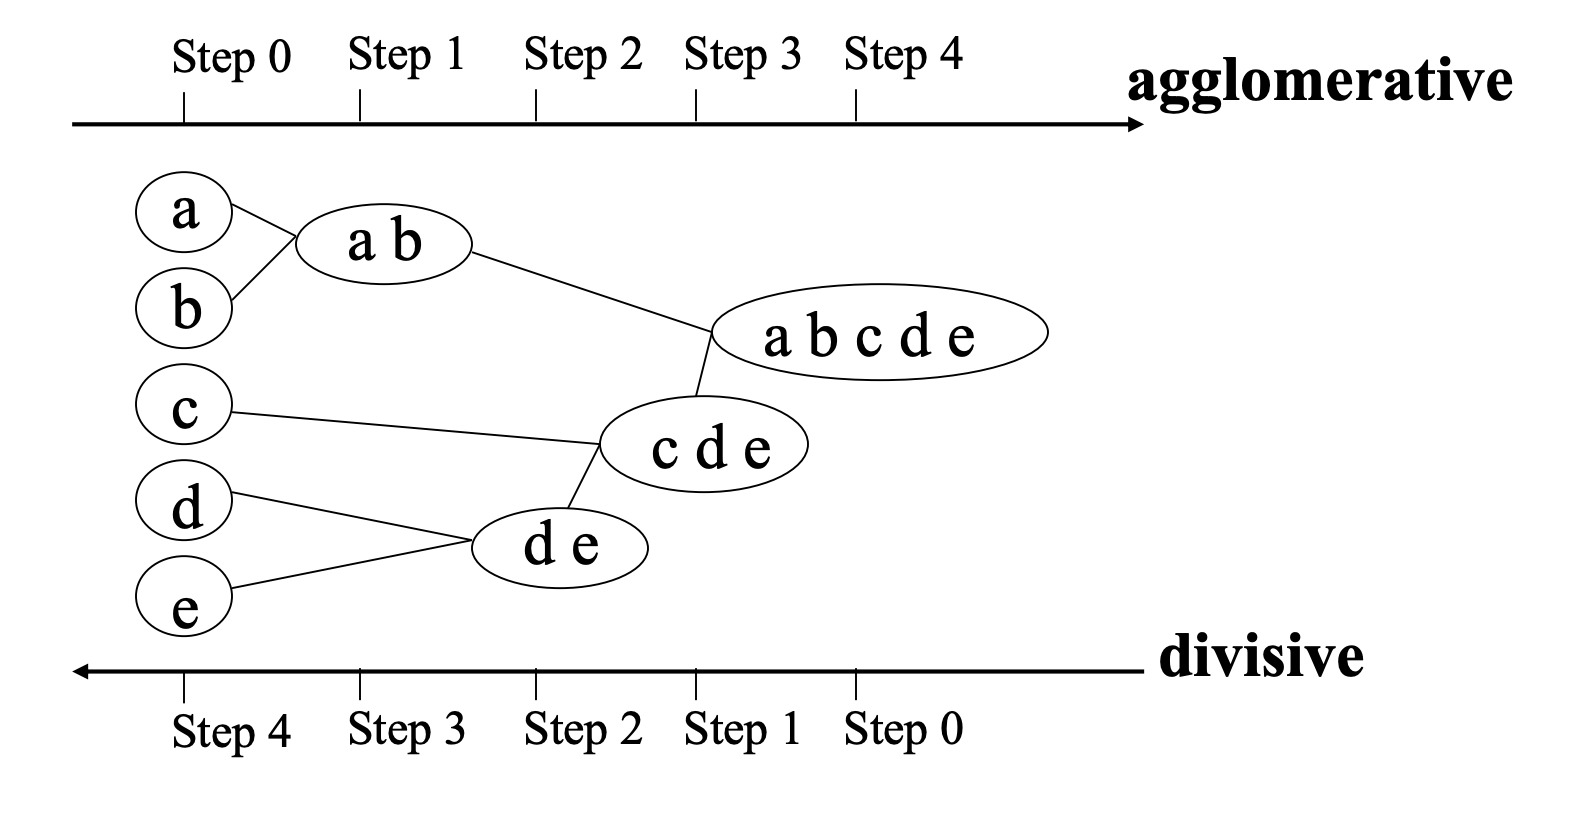 Step 0 Step 1 Step 2 Step 3 Step 4
agglomerative
a
a b
b
a b c d e
c
c d e
d
d e
e
divisive
Step 4 Step 3 Step 2 Step 1 Step 0